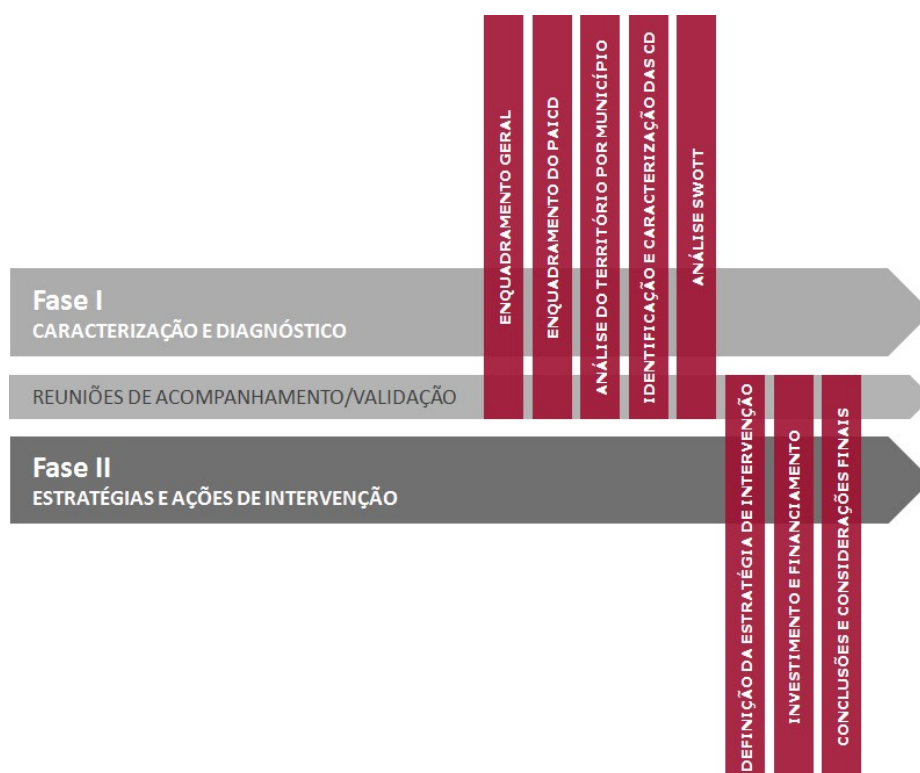 ENQUADRAMENTO GERAL
ENQUADRAMENTO DO PAICD
ANÁLISE DO TERRITÓRIO POR MUNICÍPIO
IDENTIFICAÇÃO E CARACTERIZAÇÃO DAS CD
ANÁLISE SWOTT
Fase I
CARACTERIZAÇÃO E DIAGNÓSTICO
REUNIÕES DE ACOMPANHAMENTO/VALIDAÇÃO
Fase II
ESTRATÉGIAS E AÇÕES DE INTERVENÇÃO
DEFINIÇÃO DA ESTRATÉGIA DE INTERVENÇÃO
INVESTIMENTO E FINANCIAMENTO
CONCLUSÕES E CONSIDERAÇÕES FINAIS